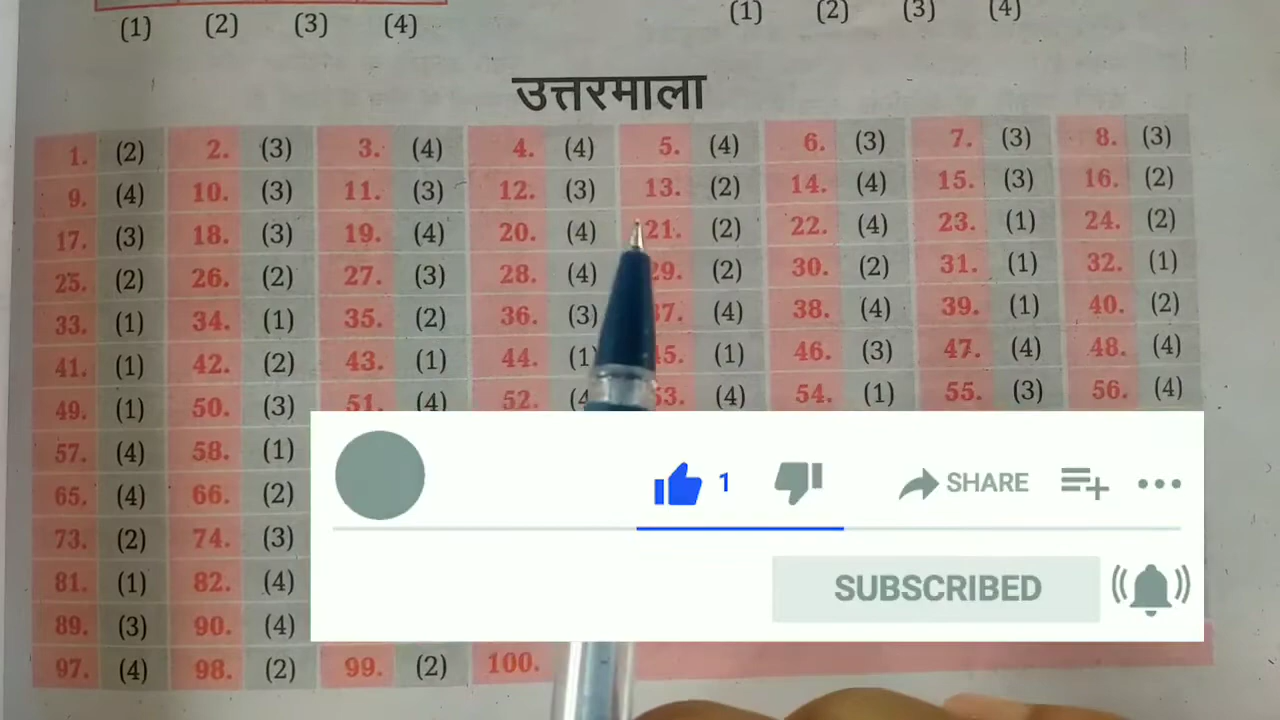 (1) (2) (3) (4) (1) (2) (3) (4)
उत्तरमाला
1. (2) 2. (3) 3. (4) 4. (4) 5. (4) 6. (3) 7. (3) 8. (3)
9. (4) 10. (3) 11. (3) 12. (3) 13. (2) 14. (4) 15. (3) 16. (2)
17. (3) 18. (3) 19. (4) 20. (4) 21. (2) 22. (4) 23. (1) 24. (2)
25. (2) 26. (2) 27. (3) 28. (4) 29. (2) 30. (2) 31. (1) 32. (1)
33. (1) 34. (1) 35. (2) 36. (3) 37. (4) 38. (4) 39. (1) 40. (2)
41. (1) 42. (2) 43. (1) 44. (1) 45. (1) 46. (3) 47. (4) 48. (4)
49. (1) 50. (3) 51. (4) 52. (4 53. (4) 54. (1) 55. (3) 56. (4)
57. (4) 58. (1)
65. (4) 66. (2) 1 SHARE
73. (2) 74. (3)
81. (1) 82. (4) SUBSCRIBED
89. (3) 90. (4)
97. (4) 98. (2) 99. (2) 100.